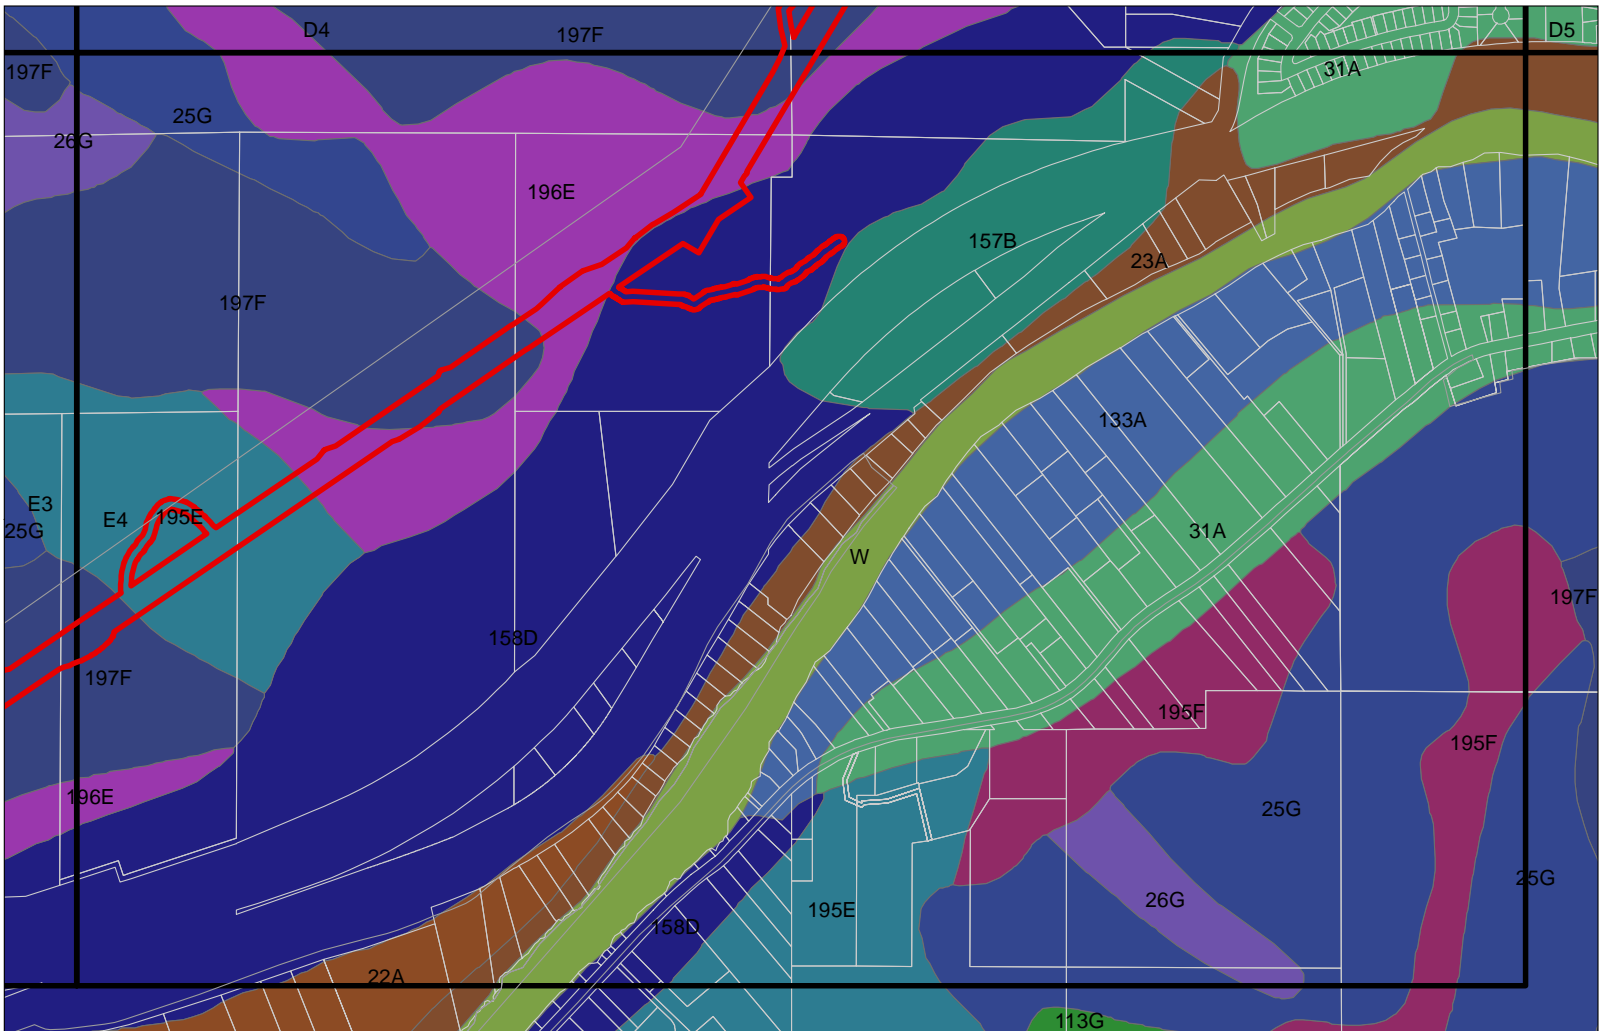 D4
197F
D5
197F
31A
25G
26G
196E
157B
23A
197F
133A
E3
E4
195E
25G
31A
W
197F
158D
197F
195F
195F
196E
25G
25G
26G
195E
158D
22A
113G